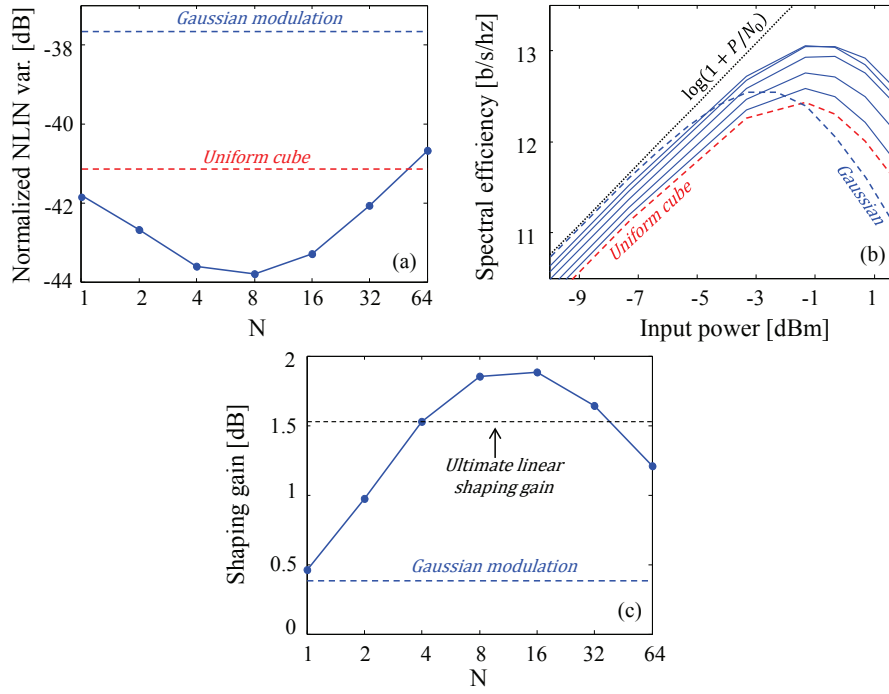 Normalized NLIN var. [dB]
-37
-40
-42
-44
Gaussian modulation
Uniform cube
(a)
1 2 4 8 16 32 64
N
Spectral efficiency [b/s/hz]
13
12
11
log(1 + P/N₀)
Uniform cube
Gaussian
(b)
-9 -7 -5 -3 -1 1
Input power [dBm]
Shaping gain [dB]
2
1.5
1
0.5
0
Ultimate linear
shaping gain
Gaussian modulation
(c)
1 2 4 8 16 32 64
N